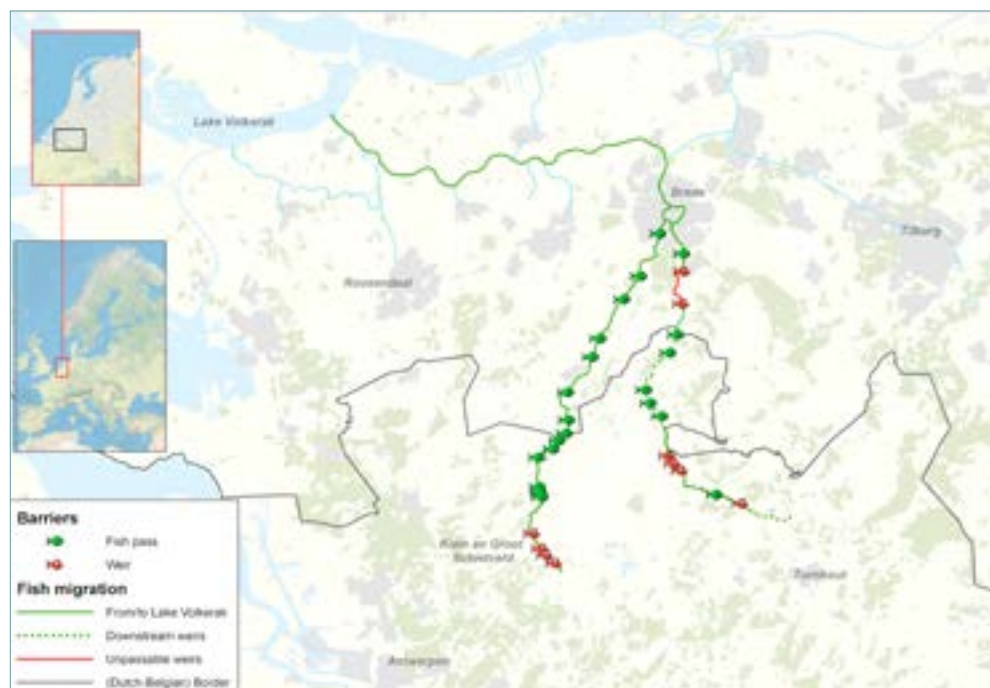 Lake Volkerak
Breda
Tilburg
Roosendaal
Klein en Groot
Schietveld
Turnhout
Antwerpen
Barriers
Fish pass
Weir
Fish migration
From/to Lake Volkerak
Downstream weirs
Unpassable weirs
(Dutch-Belgian) Border